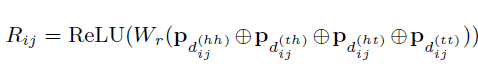 R_{ij} = ReLU(W_r(p_{d_{ij}^{(hh)}} ⊕ p_{d_{ij}^{(th)}} ⊕ p_{d_{ij}^{(ht)}} ⊕ p_{d_{ij}^{(tt)}}))